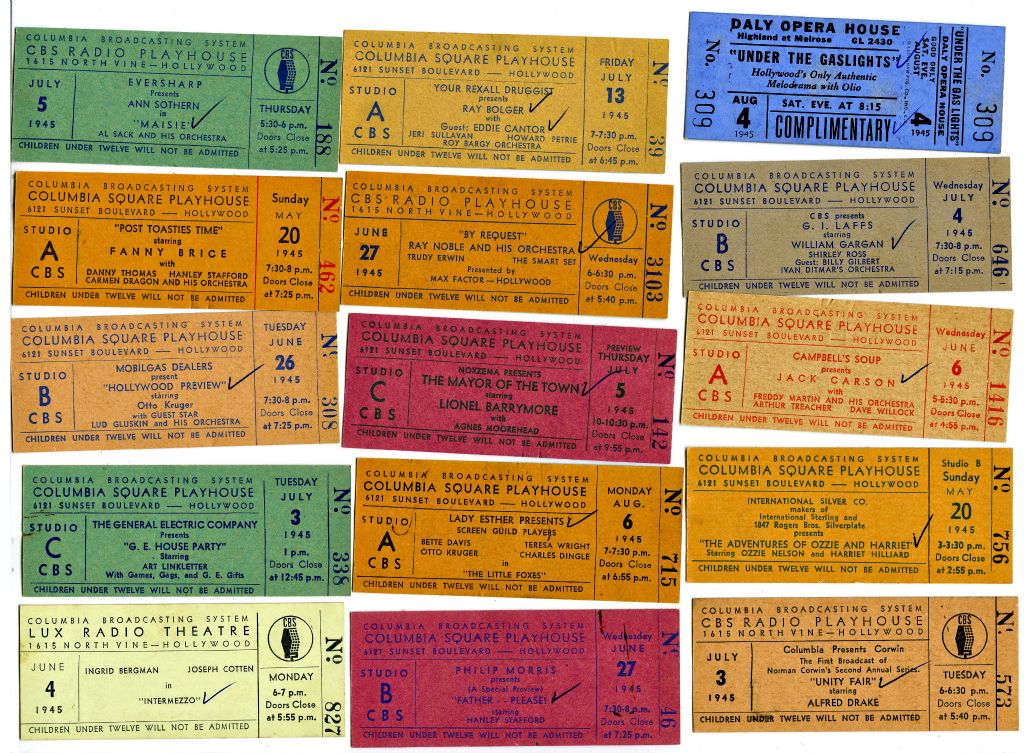 COLUMBIA BROADCASTING SYSTEM
CBS RADIO PLAYHOUSE
1615 NORTH VINE—HOLLYWOOD
JULY
5
1945
EVERSHARP
Presents
ANN SOTHERN
in
"MAISIE"
AL SACK AND HIS ORCHESTRA
CBS
THURSDAY
5:30-6 p.m.
Doors Close
at 5:25 p.m.
CHILDREN UNDER TWELVE WILL NOT BE ADMITTED
No. 188
COLUMBIA BROADCASTING SYSTEM
COLUMBIA SQUARE PLAYHOUSE
6121 SUNSET BOULEVARD — HOLLYWOOD
STUDIO
A
CBS
YOUR REXALL DRUGGIST
Presents
RAY BOLGER
with
Guest: EDDIE CANTOR
JERI SULLAVAN HOWARD PETRIE
ROY BARGY ORCHESTRA
FRIDAY
JULY
13
1945
7-7:30 p.m.
Doors Close
at 6:45 p.m.
CHILDREN UNDER TWELVE WILL NOT BE ADMITTED
No. 39
No. 309
DALY OPERA HOUSE
Highland at Melrose GL 2430
"UNDER THE GASLIGHTS"
Hollywood's Only Authentic
Melodrama with Olio
AUG
4
1945
SAT. EVE. AT 8:15
COMPLIMENTARY
GOOD ONLY
SAT. EVE.
AUGUST
4
1945
DALY OPERA HOUSE
"UNDER THE GAS LIGHTS"
No. 309
COLUMBIA BROADCASTING SYSTEM
COLUMBIA SQUARE PLAYHOUSE
6121 SUNSET BOULEVARD — HOLLYWOOD
STUDIO
A
CBS
"POST TOASTIES TIME"
starring
FANNY BRICE
with
DANNY THOMAS HANLEY STAFFORD
CARMEN DRAGON AND HIS ORCHESTRA
Sunday
MAY
20
1945
7:30-8 p.m.
Doors Close
at 7:25 p.m.
CHILDREN UNDER TWELVE WILL NOT BE ADMITTED
No. 462
COLUMBIA BROADCASTING SYSTEM
CBS RADIO PLAYHOUSE
1615 NORTH VINE—HOLLYWOOD
JUNE
27
1945
"BY REQUEST"
RAY NOBLE AND HIS ORCHESTRA
TRUDY ERWIN THE SMART SET
Presented by
MAX FACTOR — HOLLYWOOD
CBS
Wednesday
6-6:30 p.m.
Doors Close
at 5:40 p.m.
CHILDREN UNDER TWELVE WILL NOT BE ADMITTED
No. 3103
COLUMBIA BROADCASTING SYSTEM
COLUMBIA SQUARE PLAYHOUSE
6121 SUNSET BOULEVARD — HOLLYWOOD
STUDIO
B
CBS
CBS presents
G. I. LAFFS
starring
WILLIAM GARGAN
SHIRLEY ROSS
Guest: BILLY GILBERT
IVAN DITMAR'S ORCHESTRA
Wednesday
JULY
4
1945
7:30-8 p.m.
Doors Close
at 7:15 p.m.
CHILDREN UNDER TWELVE WILL NOT BE ADMITTED
No. 646
COLUMBIA BROADCASTING SYSTEM
COLUMBIA SQUARE PLAYHOUSE
6121 SUNSET BOULEVARD — HOLLYWOOD
STUDIO
B
CBS
MOBILGAS DEALERS
present
"HOLLYWOOD PREVIEW"
starring
Otto Kruger
with GUEST STAR
LUD GLUSKIN and HIS ORCHESTRA
TUESDAY
JUNE
26
1945
7:30-8 p.m.
Doors Close
at 7:25 p.m.
CHILDREN UNDER TWELVE WILL NOT BE ADMITTED
No. 308
COLUMBIA BROADCASTING SYSTEM
COLUMBIA SQUARE PLAYHOUSE
6121 SUNSET BOULEVARD — HOLLYWOOD
STUDIO
C
CBS
NOXZEMA PRESENTS
THE MAYOR OF THE TOWN
starring
LIONEL BARRYMORE
with
AGNES MOOREHEAD
PREVIEW
THURSDAY
JULY
5
1945
10-10:30 p.m.
Doors Close
at 9:55 p.m.
CHILDREN UNDER TWELVE WILL NOT BE ADMITTED
No. 142
COLUMBIA BROADCASTING SYSTEM
COLUMBIA SQUARE PLAYHOUSE
6121 SUNSET BOULEVARD — HOLLYWOOD
STUDIO
A
CBS
CAMPBELL'S SOUP
presents
JACK CARSON
with
FREDDY MARTIN AND HIS ORCHESTRA
ARTHUR TREACHER DAVE WILLOCK
Wednesday
JUNE
6
1945
5-5:30 p.m.
Doors Close
at 4:55 p.m.
CHILDREN UNDER TWELVE WILL NOT BE ADMITTED
No. 1416
COLUMBIA BROADCASTING SYSTEM
COLUMBIA SQUARE PLAYHOUSE
6121 SUNSET BOULEVARD — HOLLYWOOD
STUDIO
C
CBS
THE GENERAL ELECTRIC COMPANY
Presents
"G. E. HOUSE PARTY"
Starring
ART LINKLETTER
With Games, Gags, and G. E. Gifts
TUESDAY
JULY
3
1945
1 p.m.
Doors Close
at 12:45 p.m.
CHILDREN UNDER TWELVE WILL NOT BE ADMITTED
No. 338
COLUMBIA BROADCASTING SYSTEM
COLUMBIA SQUARE PLAYHOUSE
6121 SUNSET BOULEVARD — HOLLYWOOD
STUDIO
A
CBS
LADY ESTHER PRESENTS
SCREEN GUILD PLAYERS
BETTE DAVIS TERESA WRIGHT
OTTO KRUGER CHARLES DINGLE
in
"THE LITTLE FOXES"
MONDAY
AUG.
6
1945
7-7:30 p.m.
Doors Close
at 6:55 p.m.
CHILDREN UNDER TWELVE WILL NOT BE ADMITTED
No. 715
COLUMBIA BROADCASTING SYSTEM
COLUMBIA SQUARE PLAYHOUSE
6121 SUNSET BOULEVARD — HOLLYWOOD
INTERNATIONAL SILVER CO.
makers of
International Sterling and
1847 Rogers Bros. Silverplate
presents
"THE ADVENTURES OF OZZIE AND HARRIET"
Starring OZZIE NELSON and HARRIET HILLIARD
Studio B
Sunday
MAY
20
1945
3-3:30 p.m.
Doors Close
at 2:55 p.m.
CHILDREN UNDER TWELVE WILL NOT BE ADMITTED
No. 756
COLUMBIA BROADCASTING SYSTEM
LUX RADIO THEATRE
1615 NORTH VINE—HOLLYWOOD
JUNE
4
1945
INGRID BERGMAN JOSEPH COTTEN
in
"INTERMEZZO"
CBS
MONDAY
6-7 p.m.
Doors Close
at 5:55 p.m.
CHILDREN UNDER TWELVE WILL NOT BE ADMITTED
No. 827
COLUMBIA BROADCASTING SYSTEM
COLUMBIA SQUARE PLAYHOUSE
6121 SUNSET BOULEVARD — HOLLYWOOD
STUDIO
B
CBS
PHILIP MORRIS
presents
(A Special Preview)
"FATHER—PLEASE!"
starring
HANLEY STAFFORD
Wednesday
JUNE
27
1945
7:30-8 p.m.
Doors Close
at 7:25 p.m.
CHILDREN UNDER TWELVE WILL NOT BE ADMITTED
No. 46
COLUMBIA BROADCASTING SYSTEM
CBS RADIO PLAYHOUSE
1615 NORTH VINE—HOLLYWOOD
JULY
3
1945
Columbia Presents Corwin
The First Broadcast of
Norman Corwin's Second Annual Series.
"UNITY FAIR"
starring
ALFRED DRAKE
CBS
TUESDAY
6-6:30 p.m.
Doors Close
at 5:40 p.m.
CHILDREN UNDER TWELVE WILL NOT BE ADMITTED
No. 573